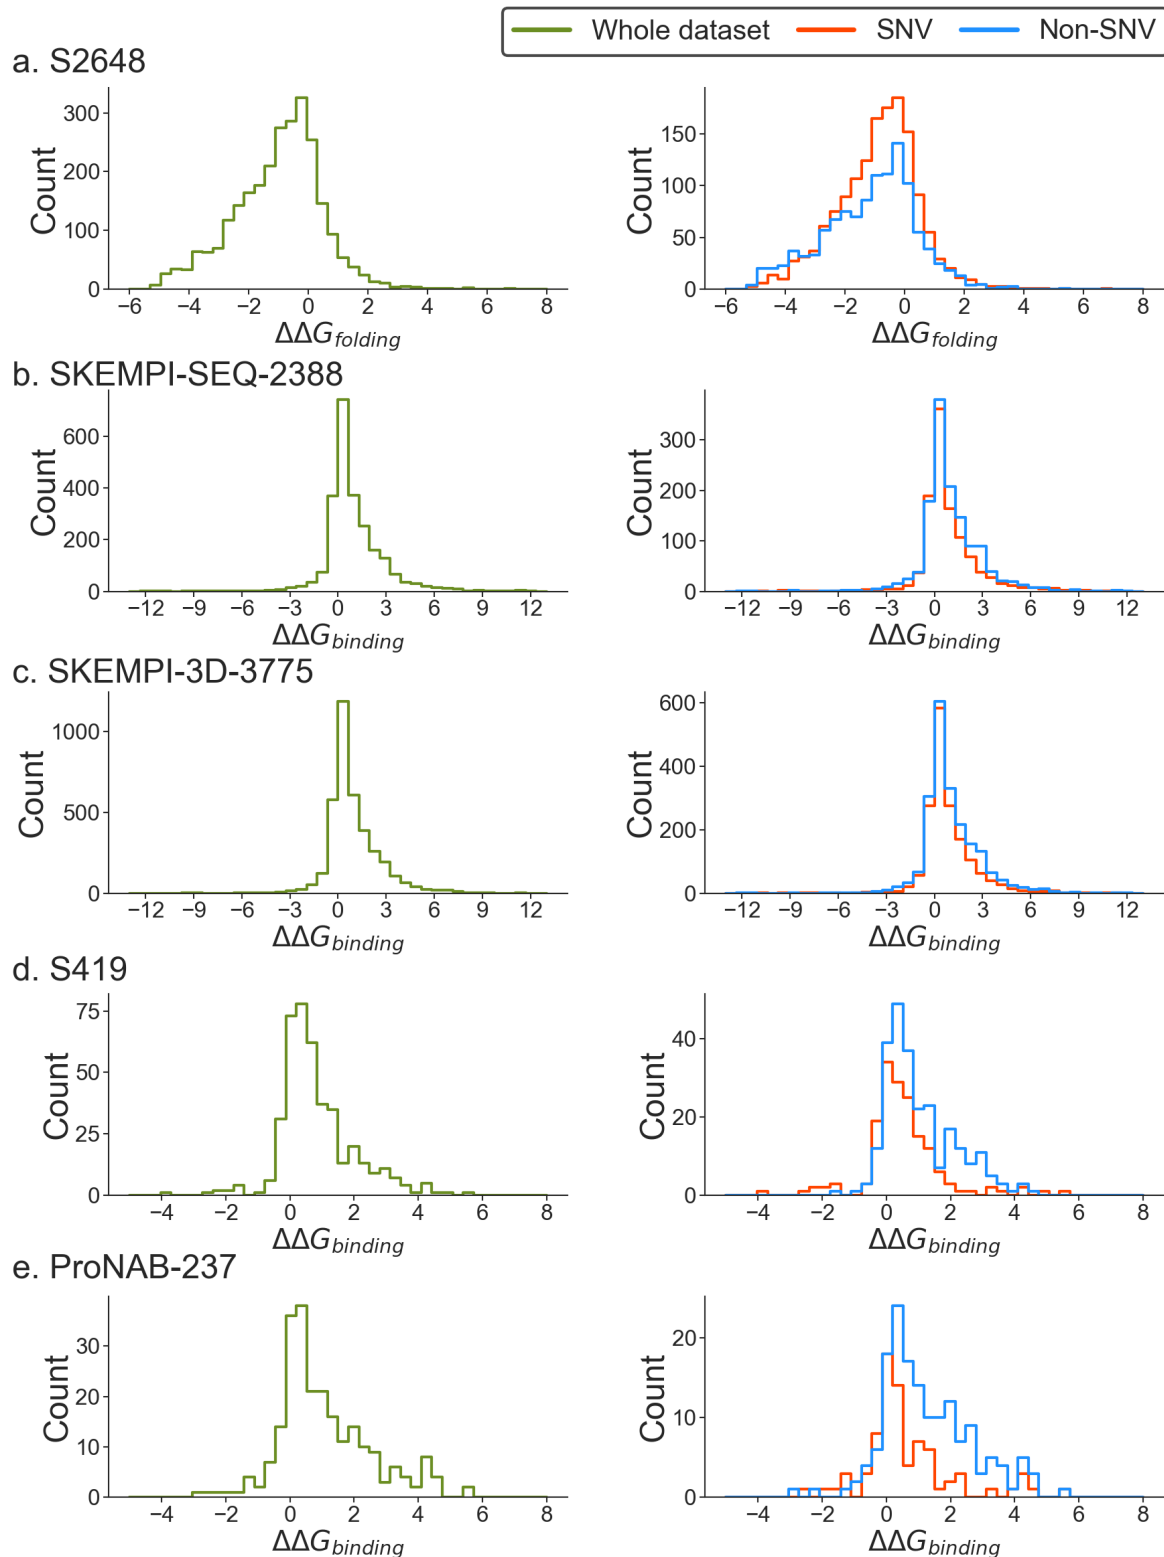 Whole dataset SNV Non-SNV
a. S2648
300
200
100
0
Count
−6 −4 −2 0 2 4 6 8
ΔΔG_folding
150
100
50
0
Count
−6 −4 −2 0 2 4 6 8
ΔΔG_folding
b. SKEMPI-SEQ-2388
600
400
200
0
Count
−12 −9 −6 −3 0 3 6 9 12
ΔΔG_binding
300
200
100
0
Count
−12 −9 −6 −3 0 3 6 9 12
ΔΔG_binding
c. SKEMPI-3D-3775
1000
500
0
Count
−12 −9 −6 −3 0 3 6 9 12
ΔΔG_binding
600
400
200
0
Count
−12 −9 −6 −3 0 3 6 9 12
ΔΔG_binding
d. S419
75
50
25
0
Count
−4 −2 0 2 4 6 8
ΔΔG_binding
40
20
0
Count
−4 −2 0 2 4 6 8
ΔΔG_binding
e. ProNAB-237
30
20
10
0
Count
−4 −2 0 2 4 6 8
ΔΔG_binding
20
10
0
Count
−4 −2 0 2 4 6 8
ΔΔG_binding